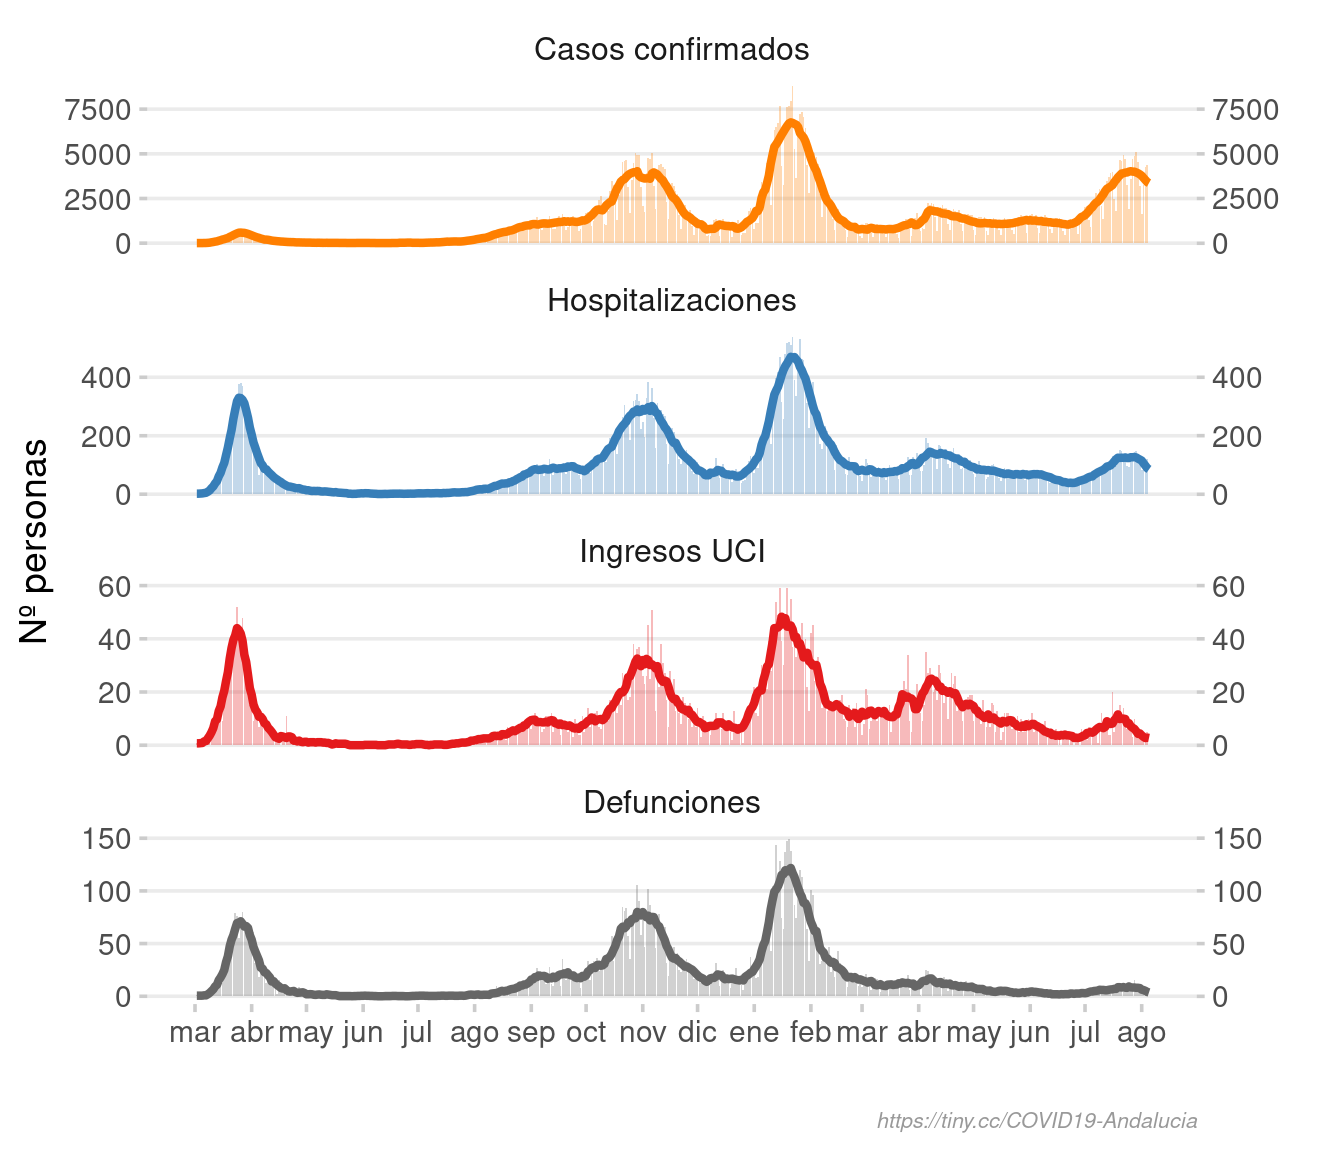 Casos confirmados
7500 7500
5000 5000
2500 2500
0 0
Hospitalizaciones
400 400
200 200
0 0
Nº personas
Ingresos UCI
60 60
40 40
20 20
0 0
Defunciones
150 150
100 100
50 50
0 0
mar abr may jun jul ago sep oct nov dic ene feb mar abr may jun jul ago
https://tiny.cc/COVID19-Andalucia